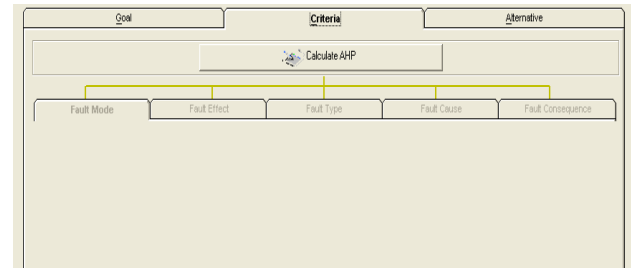 Goal Criteria Alternative
Calculate AHP
Fault Mode Fault Effect Fault Type Fault Cause Fault Consequence